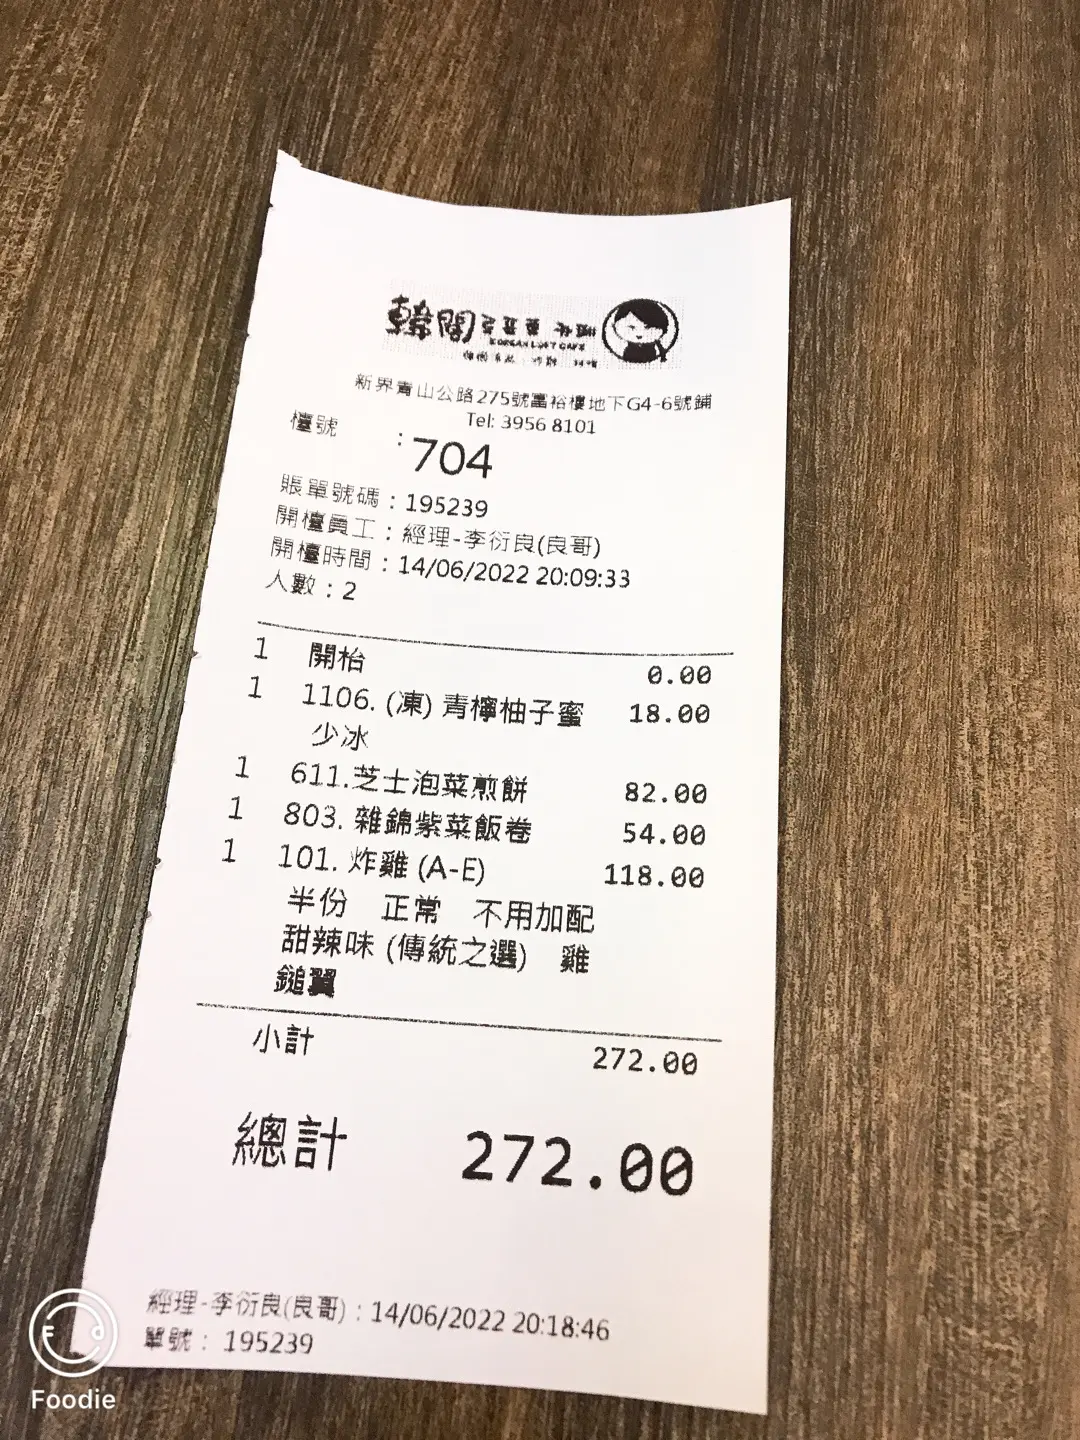 韓閣
KOREAN LOFT CAFE
新界青山公路275號富裕樓地下G4-6號鋪
Tel: 3956 8101
檯號 : 704
賬單號碼 : 195239
開檯員工 : 經理-李衍良(良哥)
開檯時間 : 14/06/2022 20:09:33
人數 : 2
1 開枱 0.00
1 1106. (凍) 青檸柚子蜜 18.00
少冰
1 611.芝士泡菜煎餅 82.00
1 803. 雜錦紫菜飯卷 54.00
1 101. 炸雞 (A-E) 118.00
半份 正常 不用加配
甜辣味 (傳統之選) 雞
鎚翼
小計 272.00
總計 272.00
經理-李衍良(良哥) : 14/06/2022 20:18:46
單號 : 195239
Foodie